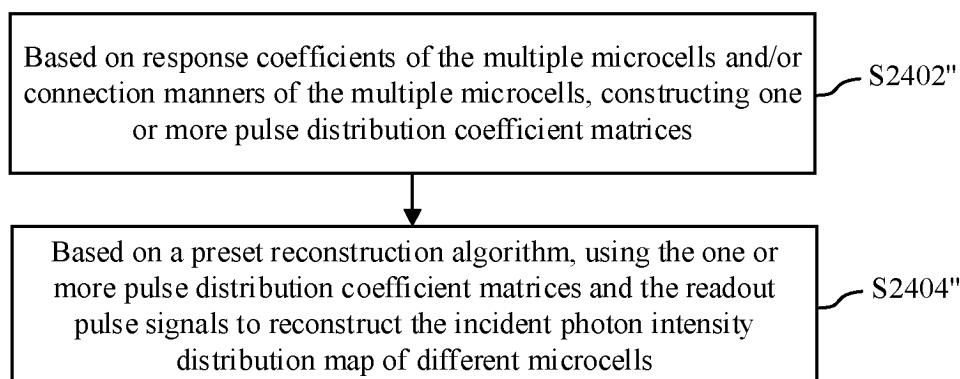 Based on response coefficients of the multiple microcells and/or
connection manners of the multiple microcells, constructing one
or more pulse distribution coefficient matrices
S2402"
Based on a preset reconstruction algorithm, using the one or
more pulse distribution coefficient matrices and the readout
pulse signals to reconstruct the incident photon intensity
distribution map of different microcells
S2404"